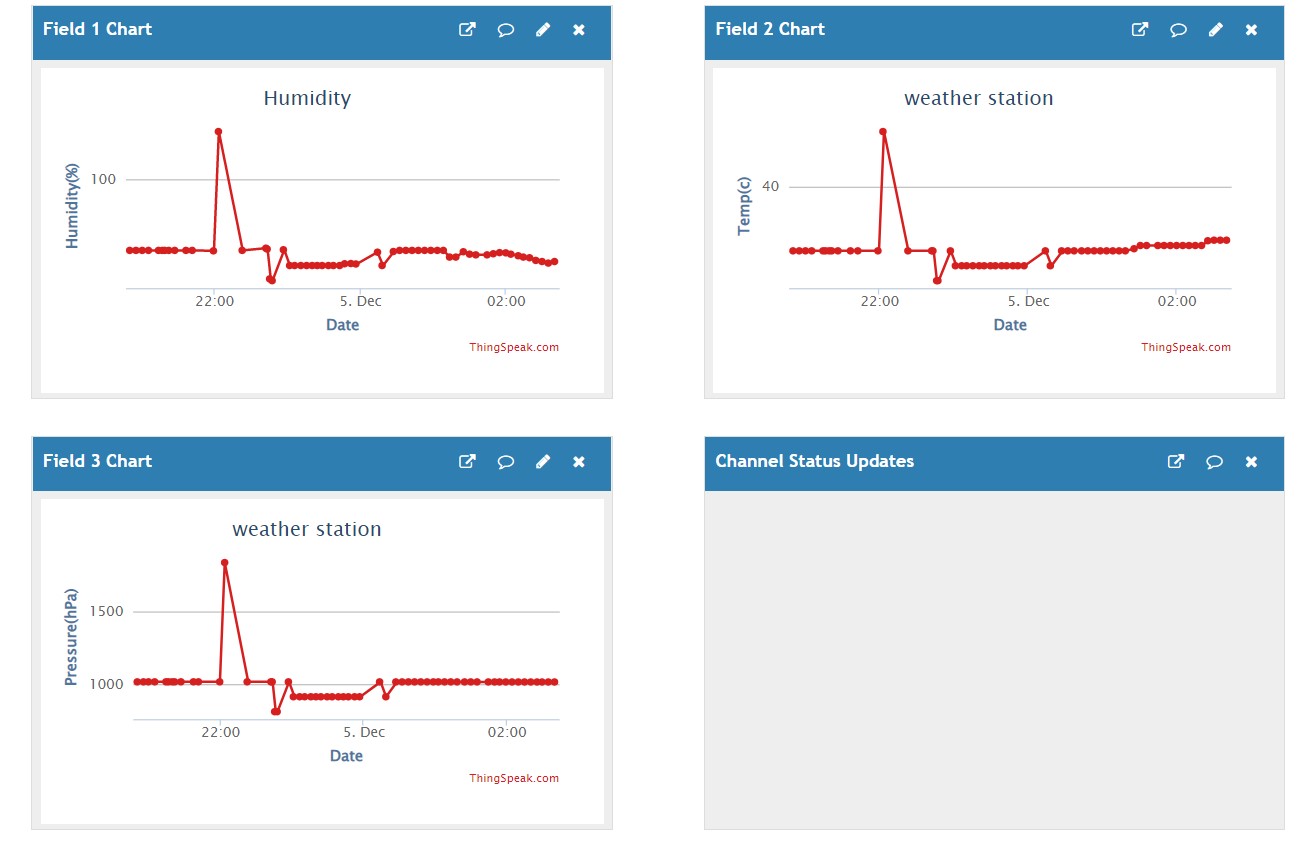 Field 1 Chart
Humidity
Humidity(%)
100
22:00
5. Dec
02:00
Date
ThingSpeak.com
Field 2 Chart
weather station
Temp(c)
40
22:00
5. Dec
02:00
Date
ThingSpeak.com
Field 3 Chart
weather station
Pressure(hPa)
1500
1000
22:00
5. Dec
02:00
Date
ThingSpeak.com
Channel Status Updates